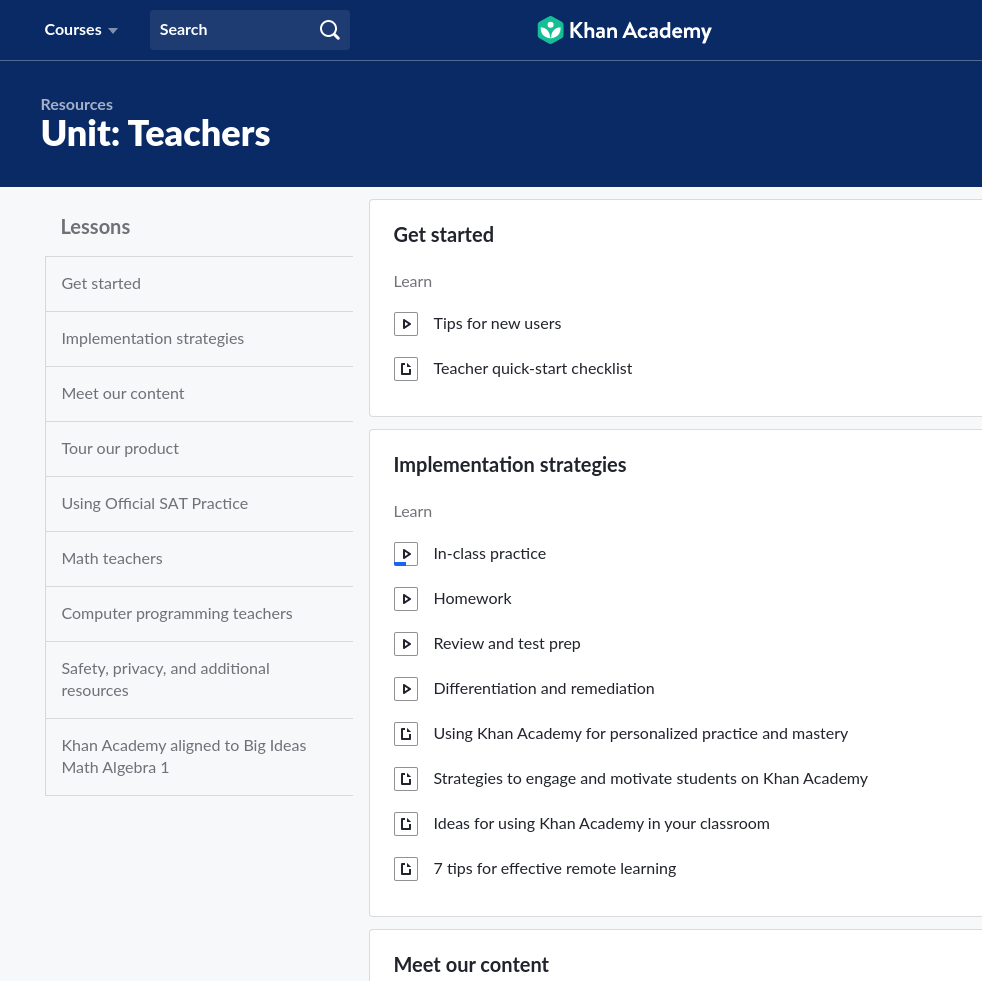 Courses
Search
Khan Academy
Resources
Unit: Teachers
Lessons
Get started
Implementation strategies
Meet our content
Tour our product
Using Official SAT Practice
Math teachers
Computer programming teachers
Safety, privacy, and additional
resources
Khan Academy aligned to Big Ideas
Math Algebra 1
Get started
Learn
Tips for new users
Teacher quick-start checklist
Implementation strategies
Learn
In-class practice
Homework
Review and test prep
Differentiation and remediation
Using Khan Academy for personalized practice and mastery
Strategies to engage and motivate students on Khan Academy
Ideas for using Khan Academy in your classroom
7 tips for effective remote learning
Meet our content